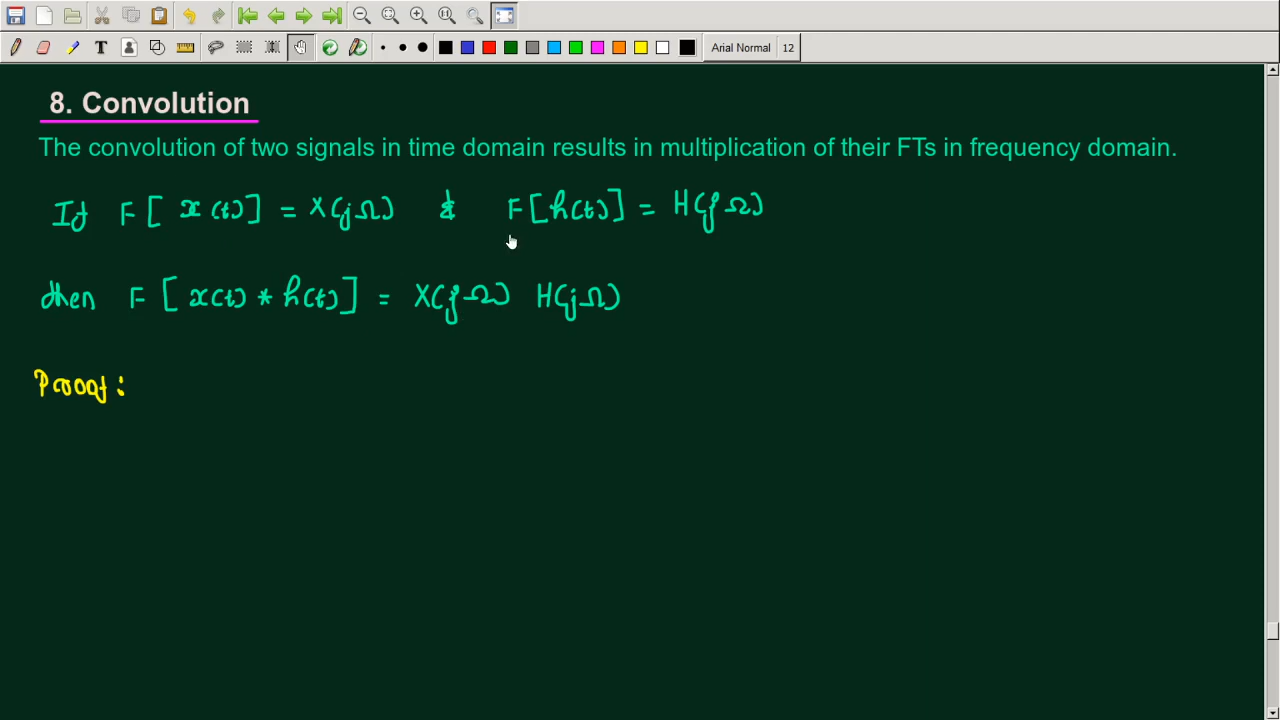 Arial Normal 12
8. Convolution
The convolution of two signals in time domain results in multiplication of their FTs in frequency domain.
If F[x(t)] = X(jΩ) & F[h(t)] = H(jΩ)
then F[x(t) * h(t)] = X(jΩ) H(jΩ)
Proof: